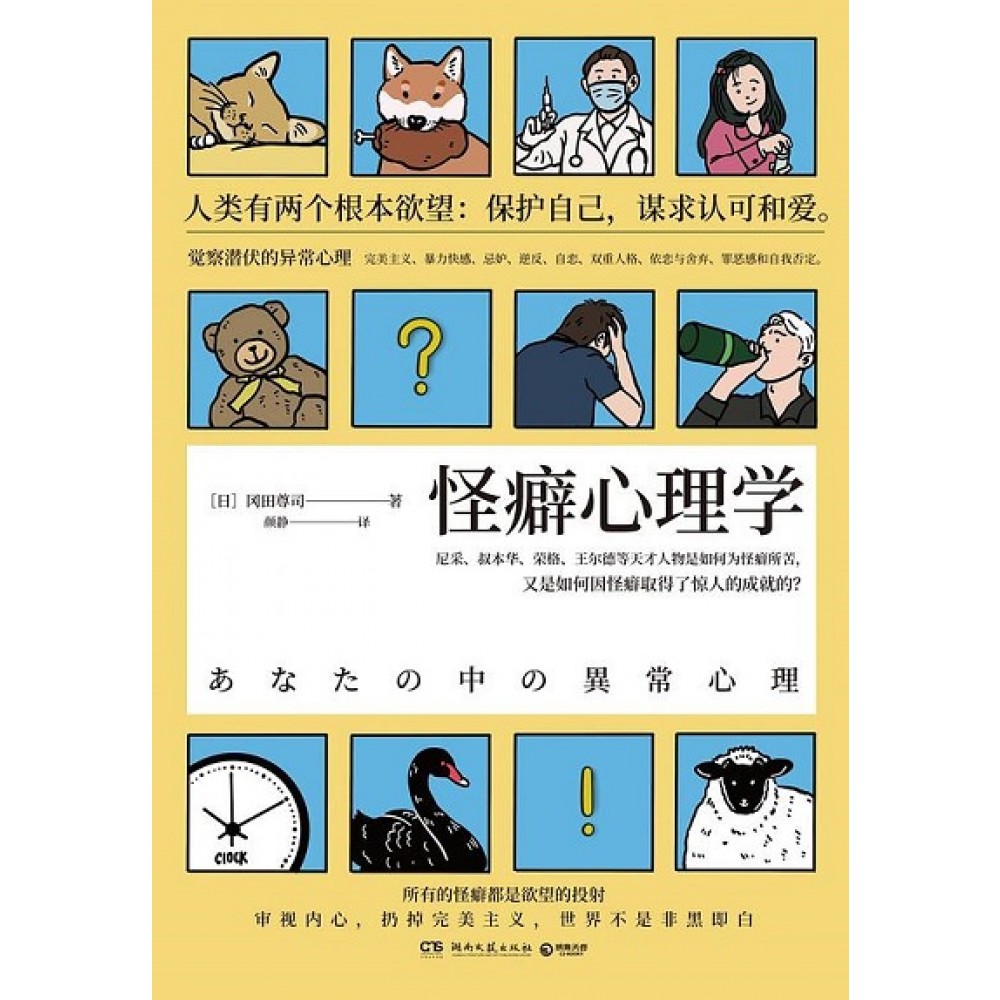 人类有两个根本欲望：保护自己，谋求认可和爱。
觉察潜伏的异常心理 完美主义、暴力快感、忌妒、逆反、自恋、双重人格、依恋与舍弃、罪恶感和自我否定。
［日］冈田尊司————著
颜静————译
怪癖心理学
尼采、叔本华、荣格、王尔德等天才人物是如何为怪癖所苦，
又是如何因怪癖取得了惊人的成就的？
あなたの中の異常心理
CLOCK
所有的怪癖都是欲望的投射
审视内心，扔掉完美主义，世界不是非黑即白
湖南文艺出版社 博集天卷
CS-BOOKY